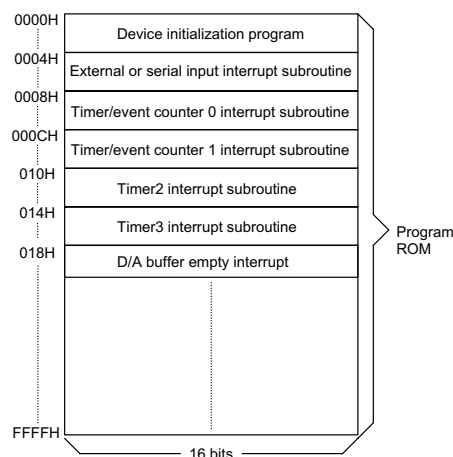 0000H
Device initialization program
0004H
External or serial input interrupt subroutine
0008H
Timer/event counter 0 interrupt subroutine
000CH
Timer/event counter 1 interrupt subroutine
010H
Timer2 interrupt subroutine
014H
Timer3 interrupt subroutine
018H
D/A buffer empty interrupt
Program
ROM
FFFFH
16 bits